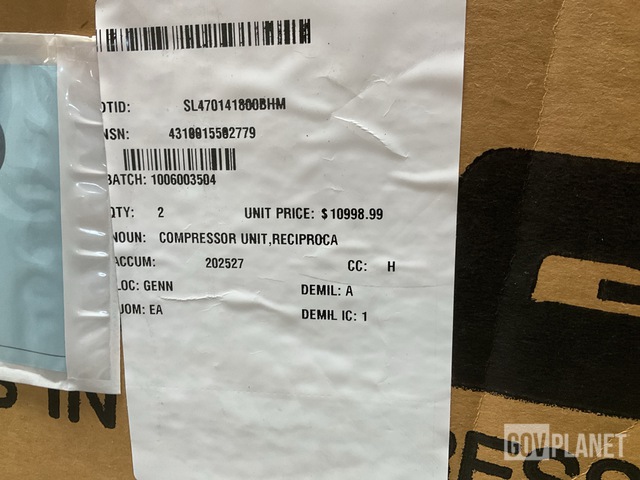 OTID: SL470141800BHM
NSN: 4310015502779
BATCH: 1006003504
QTY: 2 UNIT PRICE: $10998.99
NOUN: COMPRESSOR UNIT,RECIPROCA
ACCUM: 202527 CC: H
LOC: GENN DEMIL: A
UOM: EA DEMIL IC: 1
IN
RESSO
GOVPLANET